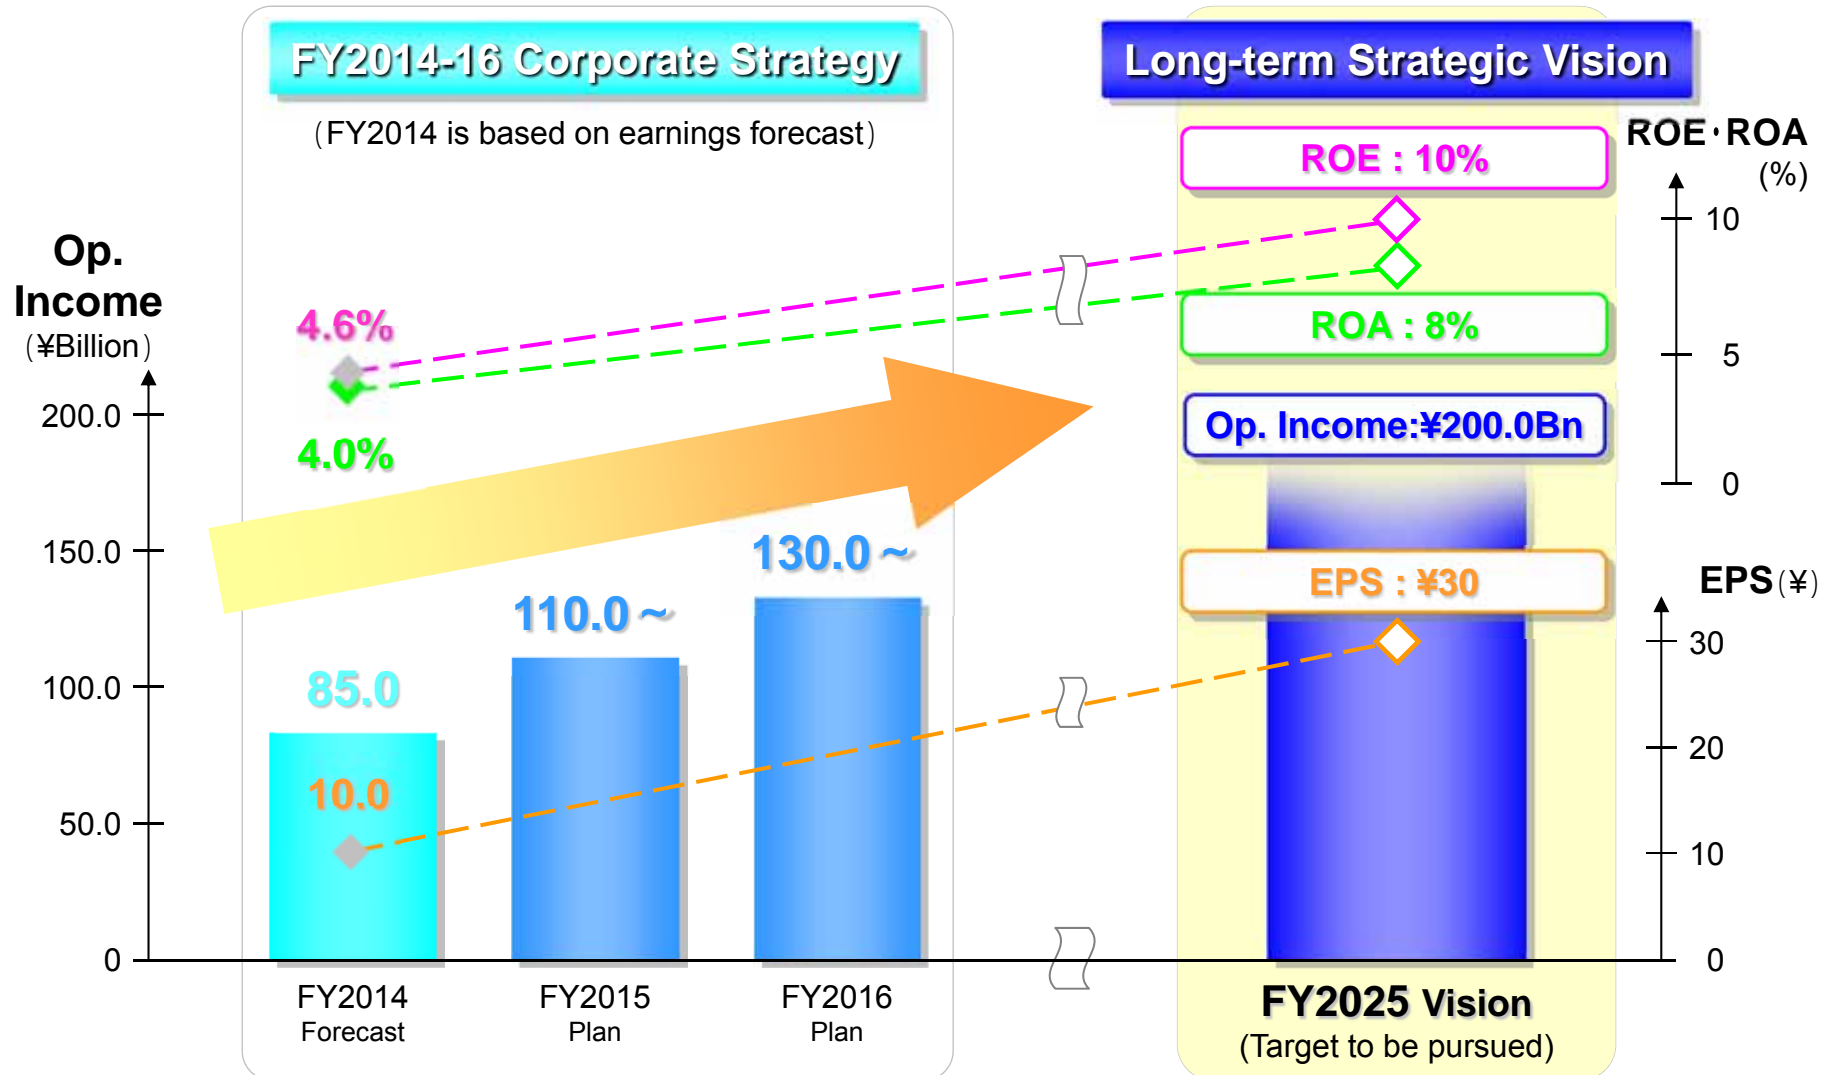 FY2014-16 Corporate Strategy
(FY2014 is based on earnings forecast)
Long-term Strategic Vision
ROE・ROA
(%)
ROE : 10%
10
ROA : 8%
5
Op. Income:¥200.0Bn
0
EPS : ¥30
EPS(¥)
30
20
10
0
Op.
Income
(¥Billion)
200.0
150.0
100.0
50.0
0
4.6%
4.0%
130.0～
110.0～
85.0
10.0
FY2014
Forecast
FY2015
Plan
FY2016
Plan
FY2025 Vision
(Target to be pursued)